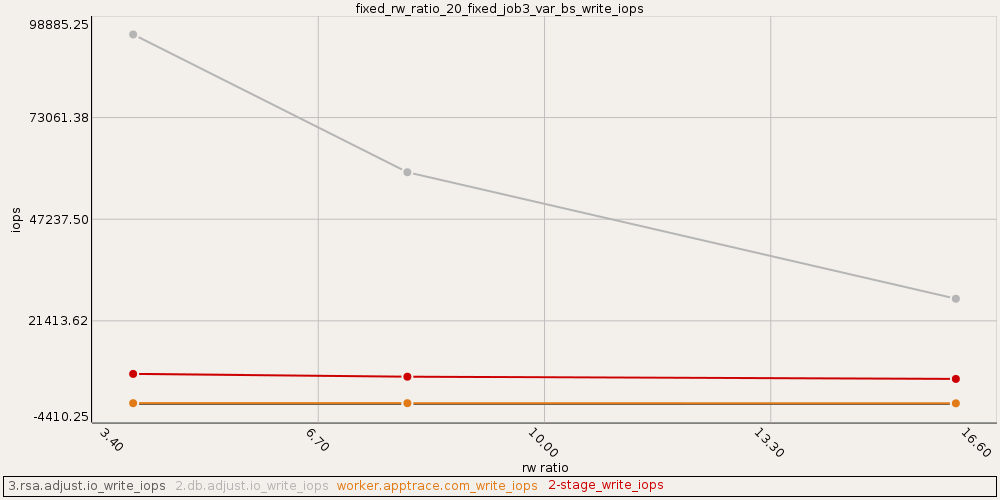 fixed_rw_ratio_20_fixed_job3_var_bs_write_iops
98885.25
73061.38
47237.50
21413.62
-4410.25
iops
3.40 6.70 10.00 13.30 16.60
rw ratio
3.rsa.adjust.io_write_iops 2.db.adjust.io_write_iops worker.apptrace.com_write_iops 2-stage_write_iops